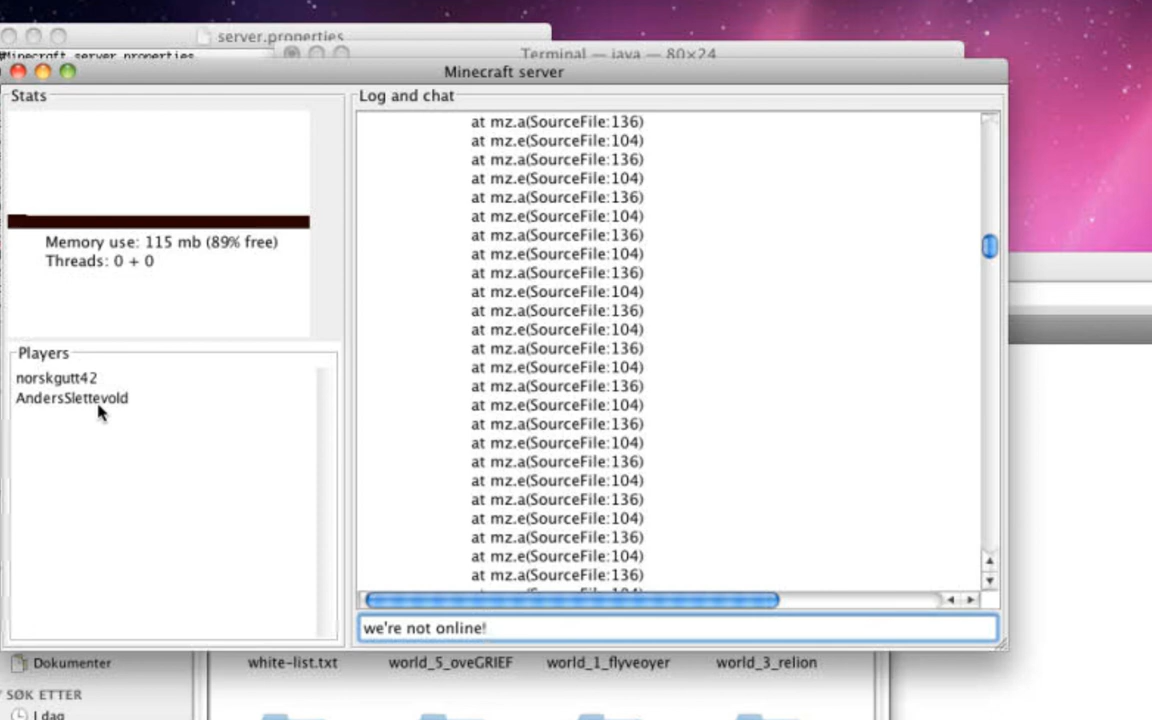 server.properties
#Minecraft server properties
Terminal — java — 80×24
Minecraft server
Stats
Memory use: 115 mb (89% free)
Threads: 0 + 0
Players
norskgutt42
AndersSlettevold
Log and chat
at mz.a(SourceFile:136)
at mz.e(SourceFile:104)
at mz.a(SourceFile:136)
at mz.e(SourceFile:104)
at mz.a(SourceFile:136)
at mz.e(SourceFile:104)
at mz.a(SourceFile:136)
at mz.e(SourceFile:104)
at mz.a(SourceFile:136)
at mz.e(SourceFile:104)
at mz.a(SourceFile:136)
at mz.e(SourceFile:104)
at mz.a(SourceFile:136)
at mz.e(SourceFile:104)
at mz.a(SourceFile:136)
at mz.e(SourceFile:104)
at mz.a(SourceFile:136)
at mz.e(SourceFile:104)
at mz.a(SourceFile:136)
at mz.e(SourceFile:104)
at mz.a(SourceFile:136)
at mz.e(SourceFile:104)
at mz.a(SourceFile:136)
at mz.e(SourceFile:104)
at mz.a(SourceFile:136)
we're not online!
Dokumenter
SØK ETTER
I dag
white-list.txt
world_5_oveGRIEF
world_1_flyveoyer
world_3_relion